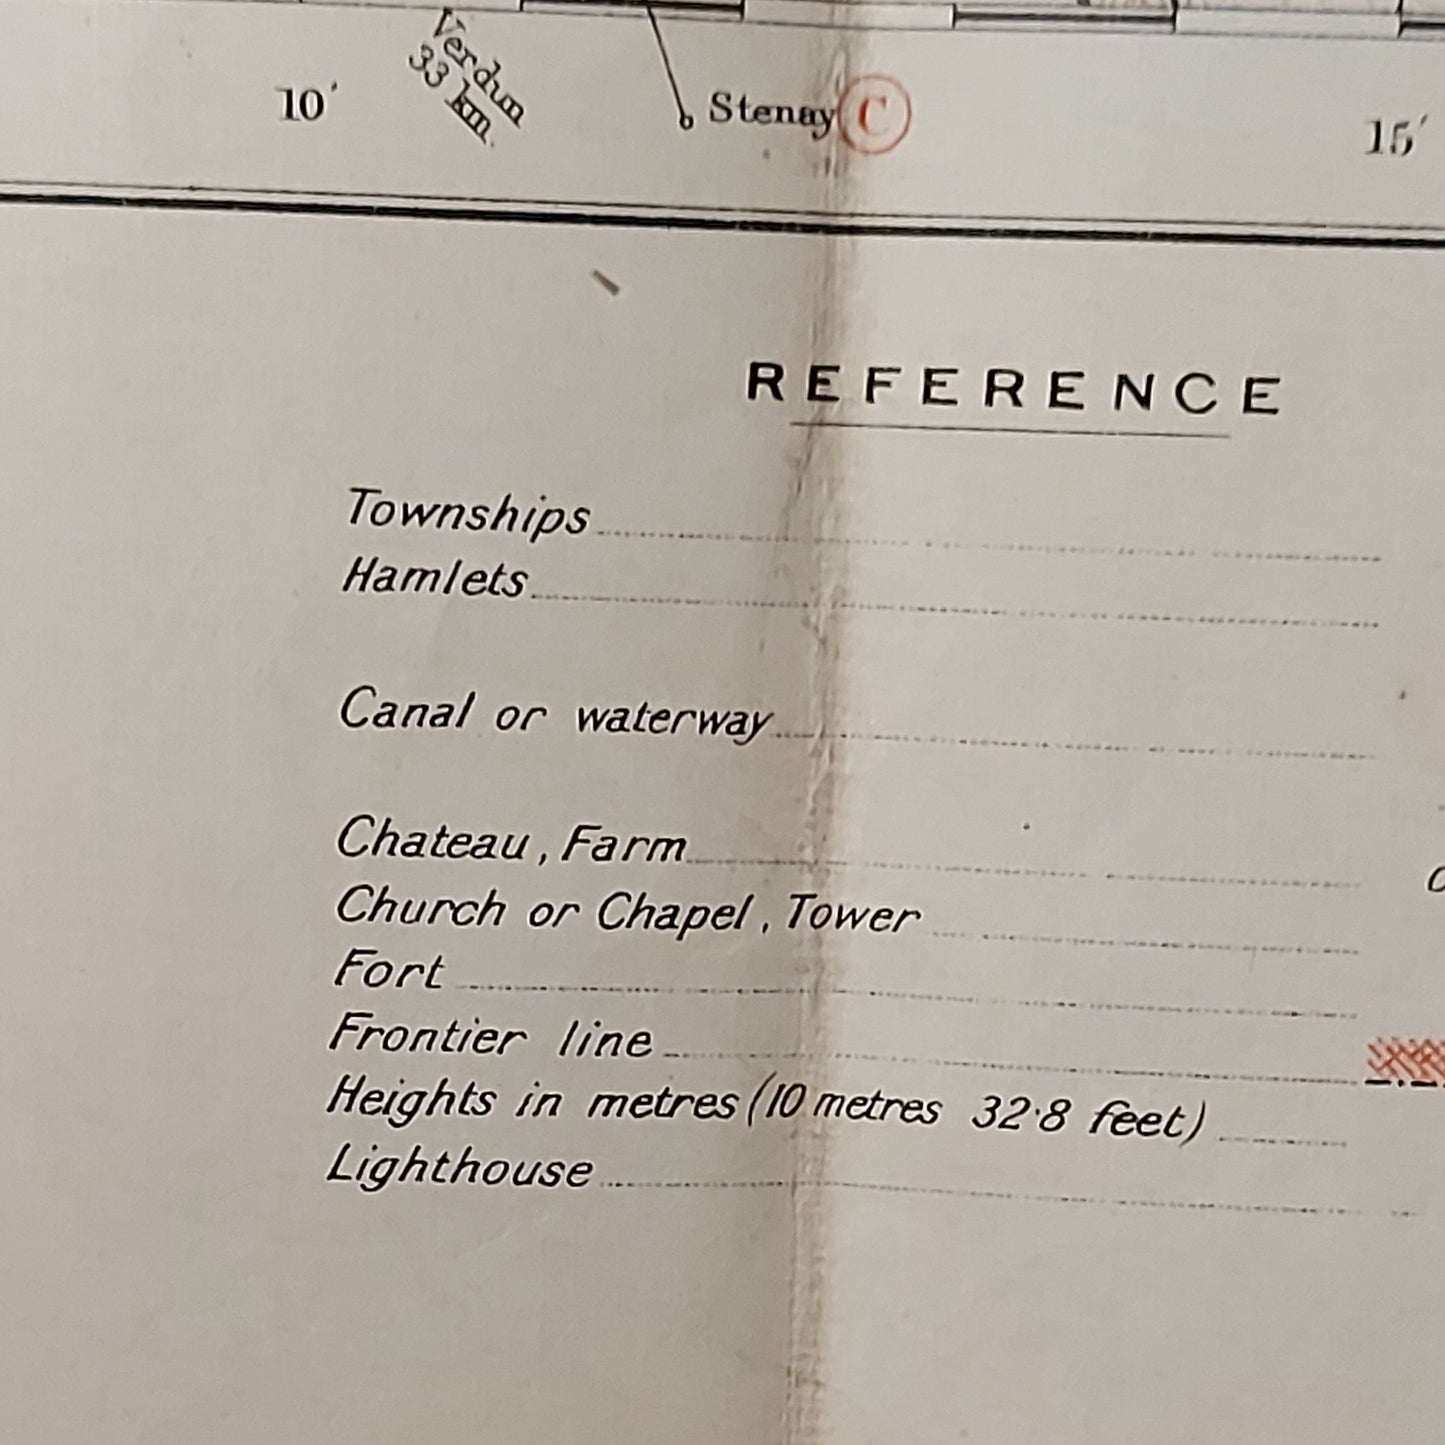 Verdun
33 km.
10′ Stenay C 15′
REFERENCE
Townships
Hamlets
Canal or waterway
Chateau, Farm
Church or Chapel, Tower
Fort
Frontier line
Heights in metres (10 metres 32·8 feet)
Lighthouse